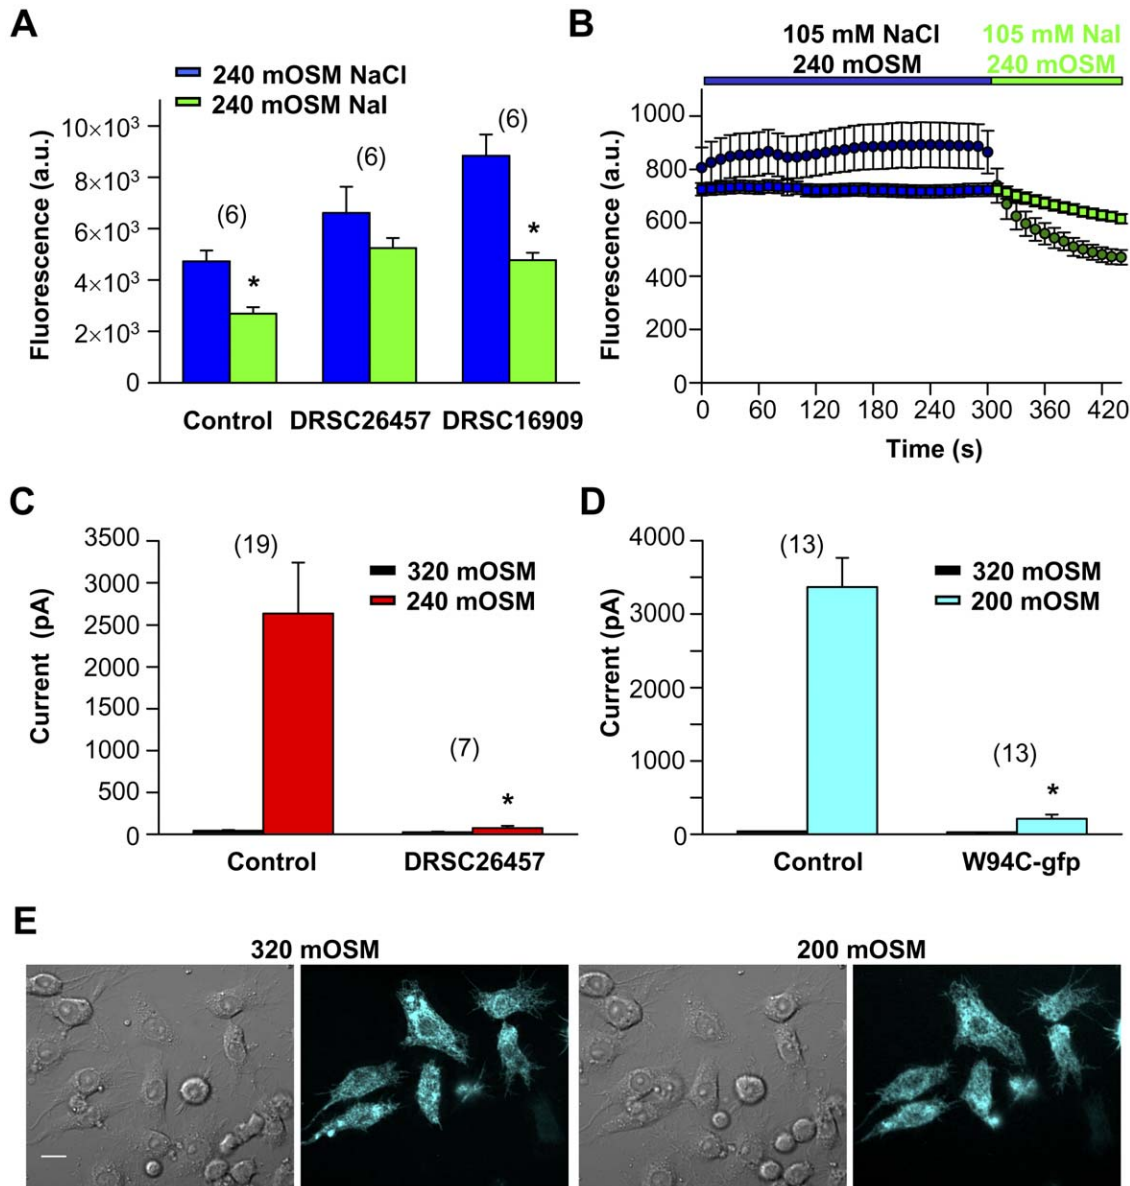 A
240 mOSM NaCl
240 mOSM NaI
Fluorescence (a.u.)
10×10³
8×10³
6×10³
4×10³
2×10³
0
(6)
(6)
(6)
*
*
Control
DRSC26457
DRSC16909
B
105 mM NaCl
240 mOSM
105 mM NaI
240 mOSM
Fluorescence (a.u.)
1000
800
600
400
200
0
0 60 120 180 240 300 360 420
Time (s)
C
Current (pA)
3500
3000
2500
2000
1500
1000
500
0
(19)
320 mOSM
240 mOSM
(7)
*
Control
DRSC26457
D
Current (pA)
4000
3000
2000
1000
0
(13)
320 mOSM
200 mOSM
(13)
*
Control
W94C-gfp
E
320 mOSM
200 mOSM